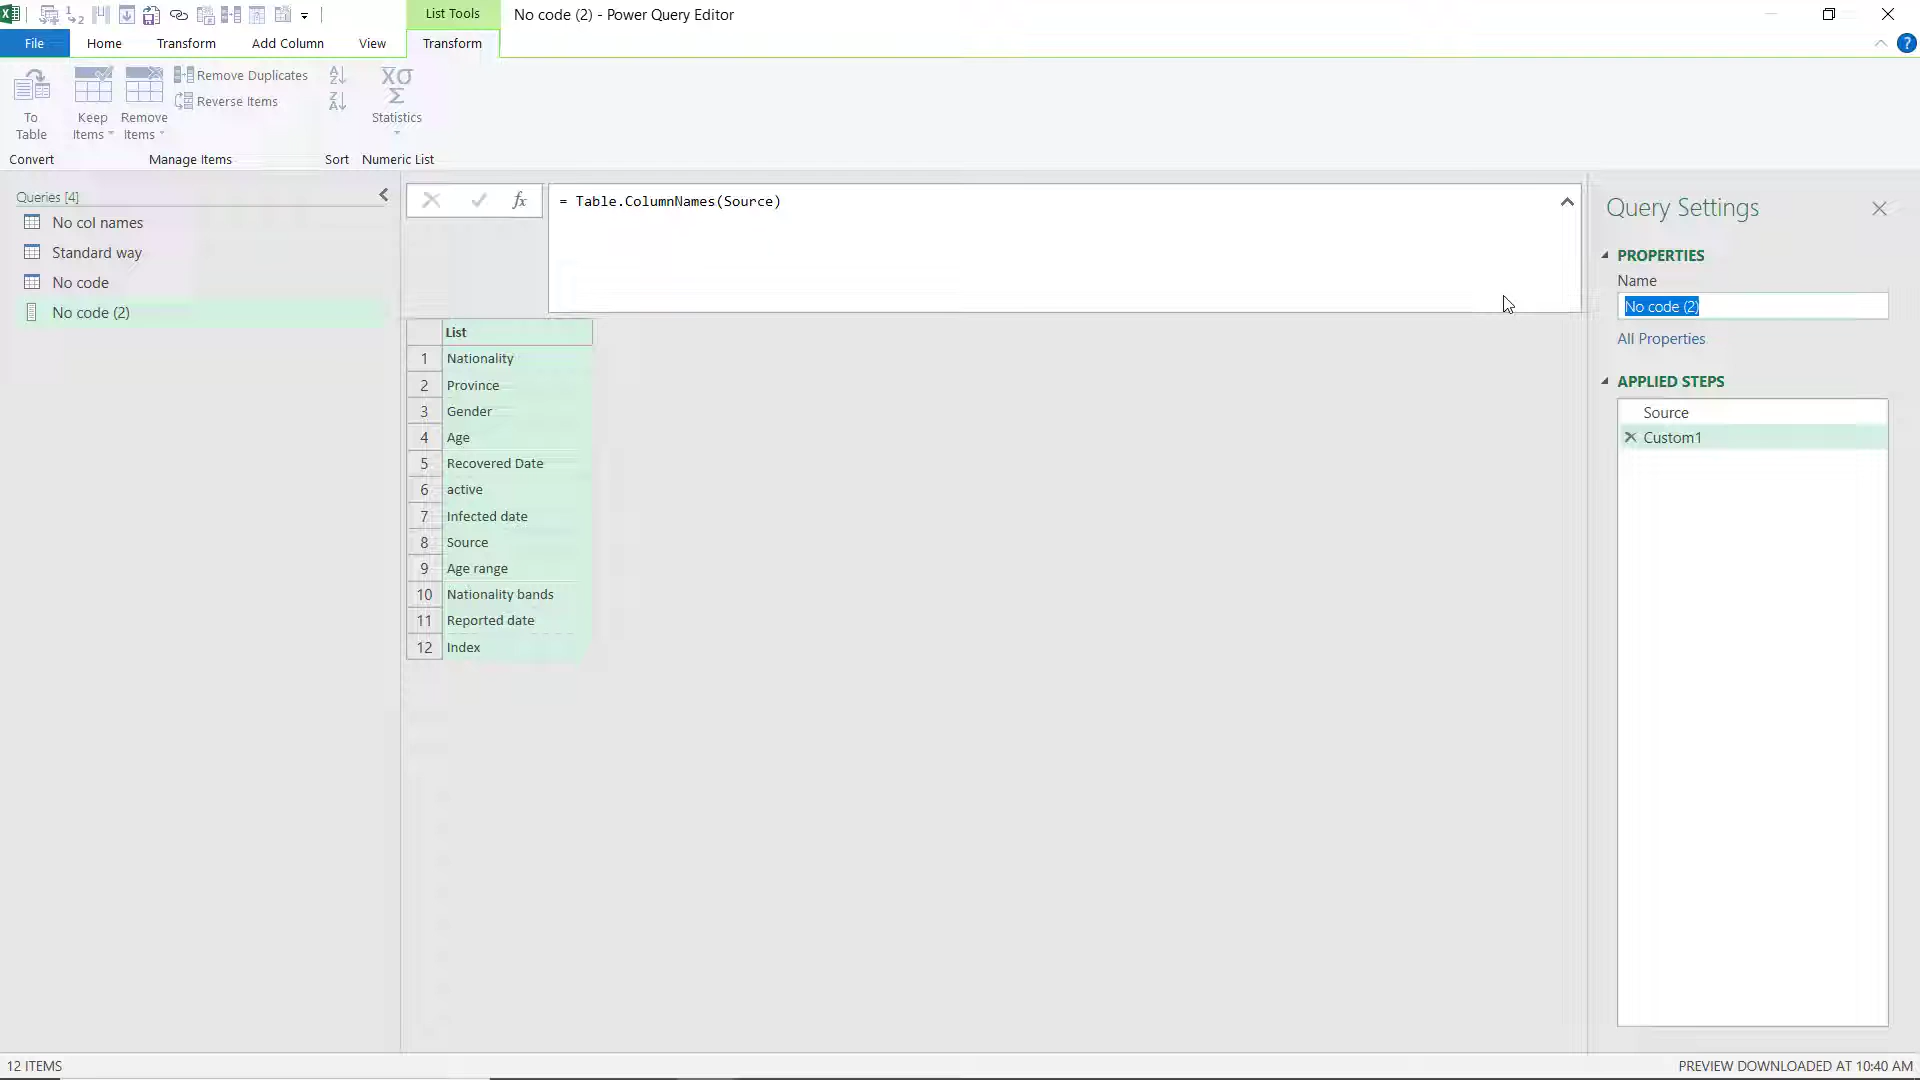 List Tools
No code (2) - Power Query Editor
File
Home
Transform
Add Column
View
Transform
?
To
Table
Keep
Items
Remove
Items
Remove Duplicates
Reverse Items
A
Z
Z
A
XΣ
Σ
Statistics
Convert
Manage Items
Sort
Numeric List
Queries [4]
No col names
Standard way
No code
No code (2)
fx
= Table.ColumnNames(Source)
List
1 Nationality
2 Province
3 Gender
4 Age
5 Recovered Date
6 active
7 Infected date
8 Source
9 Age range
10 Nationality bands
11 Reported date
12 Index
Query Settings
PROPERTIES
Name
No code (2)
All Properties
APPLIED STEPS
Source
Custom1
12 ITEMS
PREVIEW DOWNLOADED AT 10:40 AM